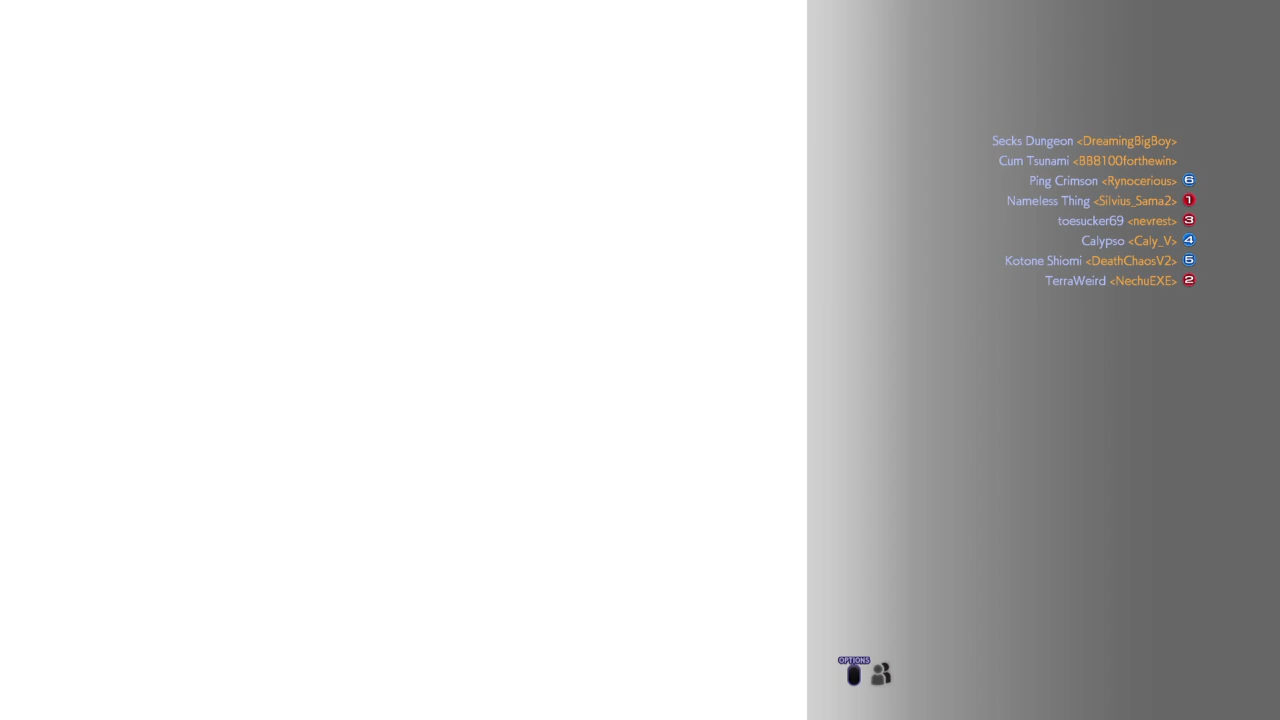 Secks Dungeon <DreamingBigBoy>
Cum Tsunami <BB8100forthewin>
Ping Crimson <Rynocerious> 6
Nameless Thing <Silvius_Sama2> 1
toesucker69 <nevrest> 3
Calypso <Caly_V> 4
Kotone Shiomi <DeathChaosV2> 5
TerraWeird <NechuEXE> 2
OPTIONS